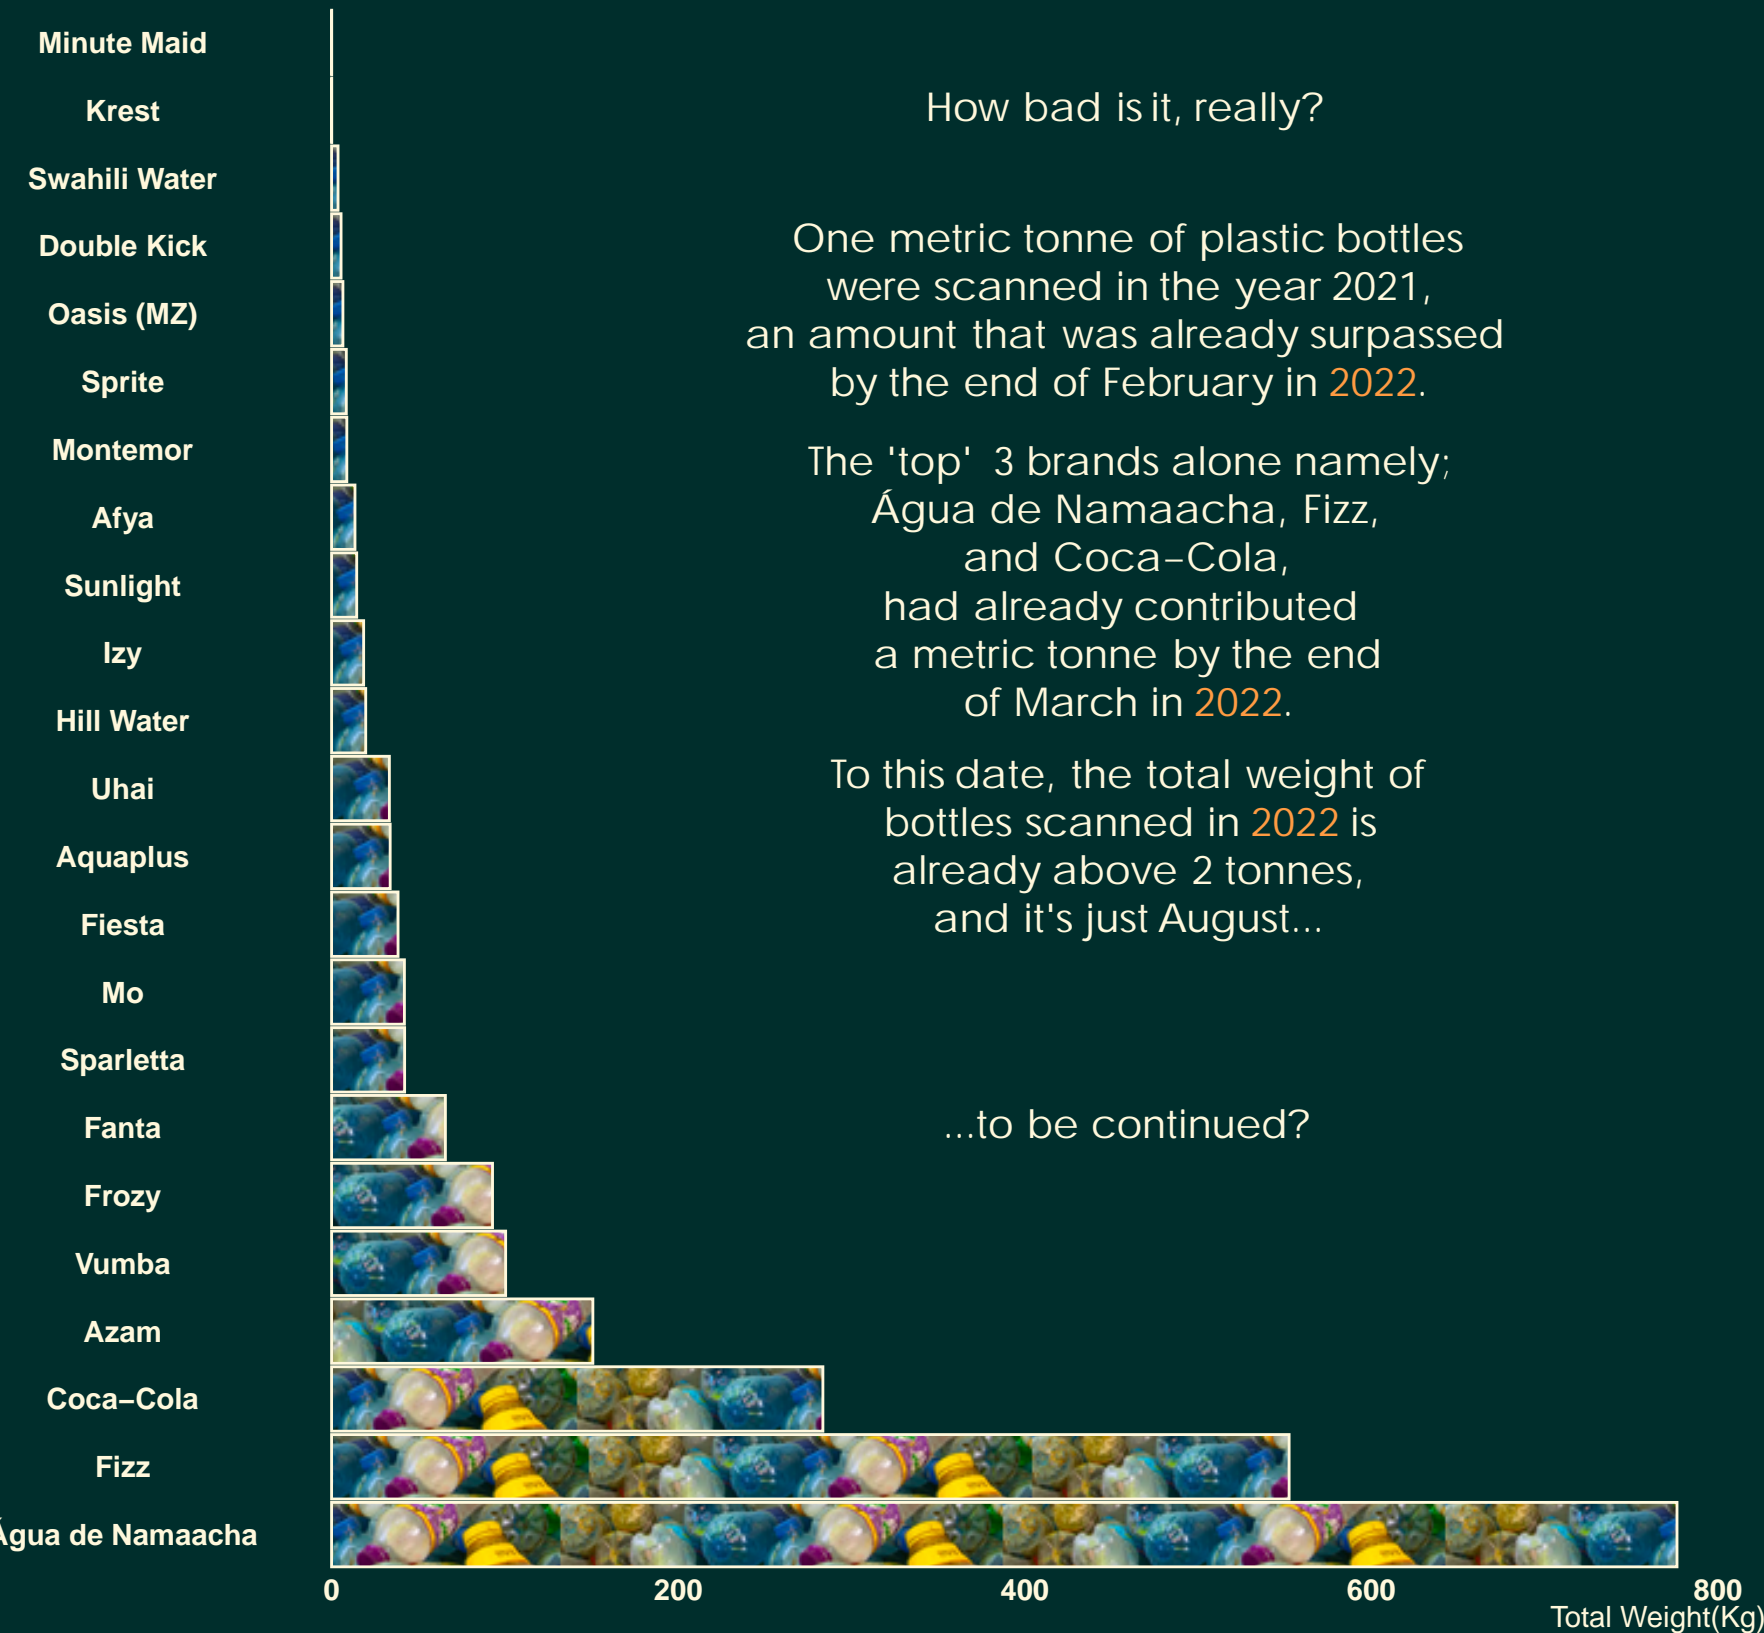 Minute Maid
Krest
Swahili Water
Double Kick
Oasis (MZ)
Sprite
Montemor
Afya
Sunlight
Izy
Hill Water
Uhai
Aquaplus
Fiesta
Mo
Sparletta
Fanta
Frozy
Vumba
Azam
Coca–Cola
Fizz
Água de Namaacha
How bad is it, really?
One metric tonne of plastic bottles
were scanned in the year 2021,
an amount that was already surpassed
by the end of February in 2022.
The 'top' 3 brands alone namely;
Água de Namaacha, Fizz,
and Coca–Cola,
had already contributed
a metric tonne by the end
of March in 2022.
To this date, the total weight of
bottles scanned in 2022 is
already above 2 tonnes,
and it's just August...
...to be continued?
0 200 400 600 800
Total Weight(Kg)